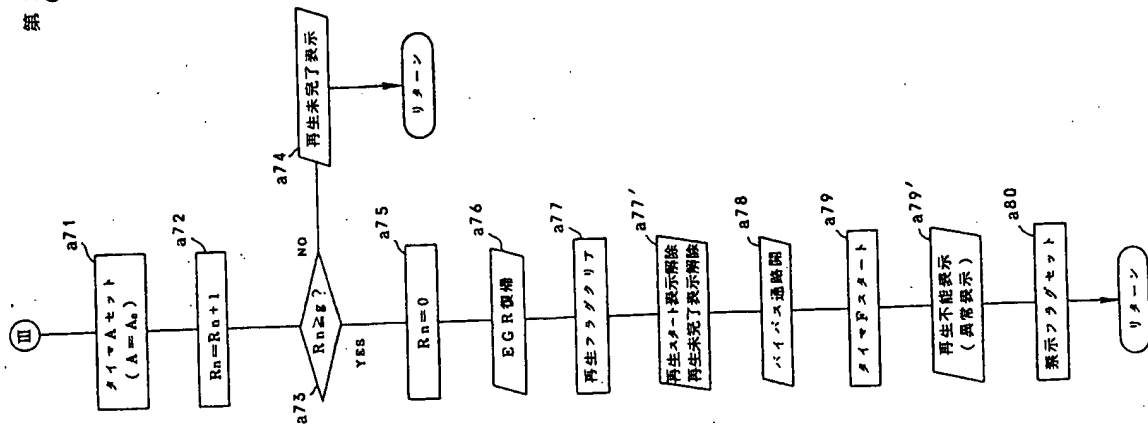 第
III
a71
タイマAセット
(A=A₀)
a72
Rn=Rn+1
a73
Rn≧g?
NO
YES
a74
再生未完了表示
リターン
a75
Rn=0
a76
EGR復帰
a77
再生フラグクリア
a77'
再生スタート表示解除
再生未完了表示解除
a78
バイパス通路開
a79
タイマFスタート
a79'
再生不能表示
(異常表示)
a80
禁示フラグセット
リターン